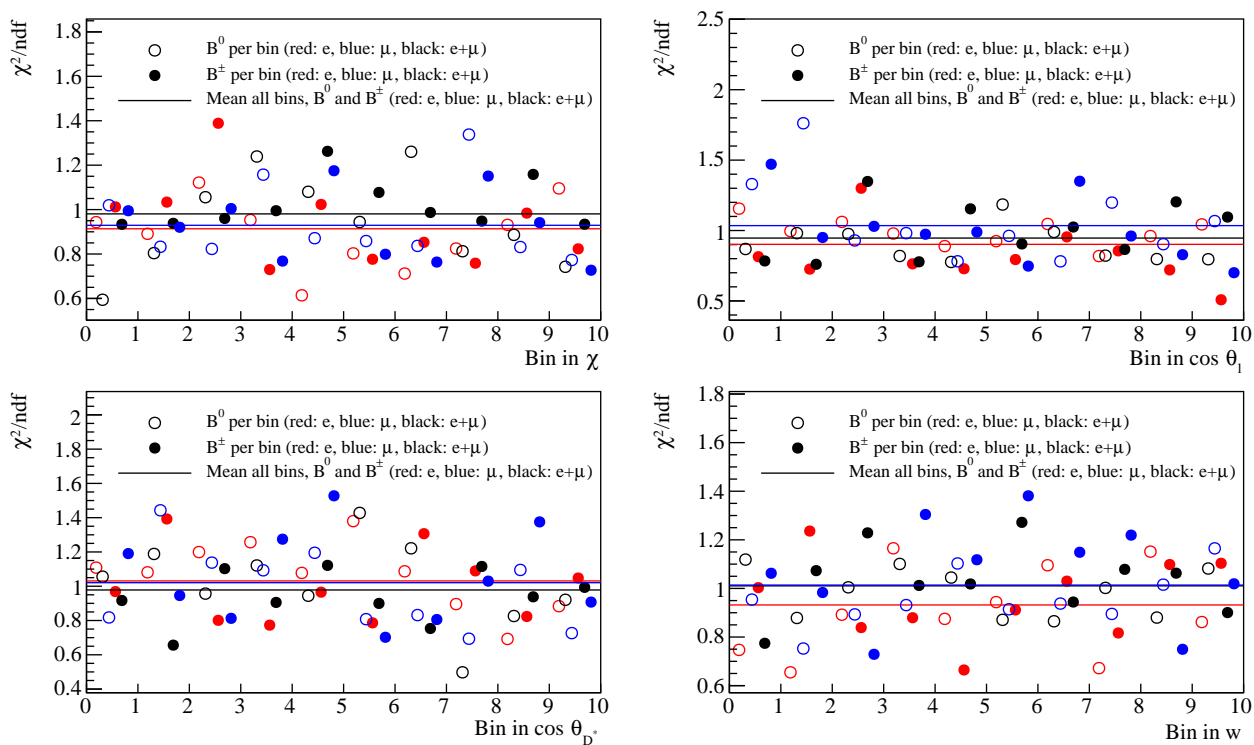 χ²/ndf
1.8
1.6
1.4
1.2
1
0.8
0.6
B⁰ per bin (red: e, blue: μ, black: e+μ)
B± per bin (red: e, blue: μ, black: e+μ)
Mean all bins, B⁰ and B± (red: e, blue: μ, black: e+μ)
0 1 2 3 4 5 6 7 8 9 10
Bin in χ
χ²/ndf
2.5
2
1.5
1
0.5
B⁰ per bin (red: e, blue: μ, black: e+μ)
B± per bin (red: e, blue: μ, black: e+μ)
Mean all bins, B⁰ and B± (red: e, blue: μ, black: e+μ)
0 1 2 3 4 5 6 7 8 9 10
Bin in cos θ_l
χ²/ndf
2
1.8
1.6
1.4
1.2
1
0.8
0.6
0.4
B⁰ per bin (red: e, blue: μ, black: e+μ)
B± per bin (red: e, blue: μ, black: e+μ)
Mean all bins, B⁰ and B± (red: e, blue: μ, black: e+μ)
0 1 2 3 4 5 6 7 8 9 10
Bin in cos θ_D*
χ²/ndf
1.8
1.6
1.4
1.2
1
0.8
0.6
B⁰ per bin (red: e, blue: μ, black: e+μ)
B± per bin (red: e, blue: μ, black: e+μ)
Mean all bins, B⁰ and B± (red: e, blue: μ, black: e+μ)
0 1 2 3 4 5 6 7 8 9 10
Bin in w